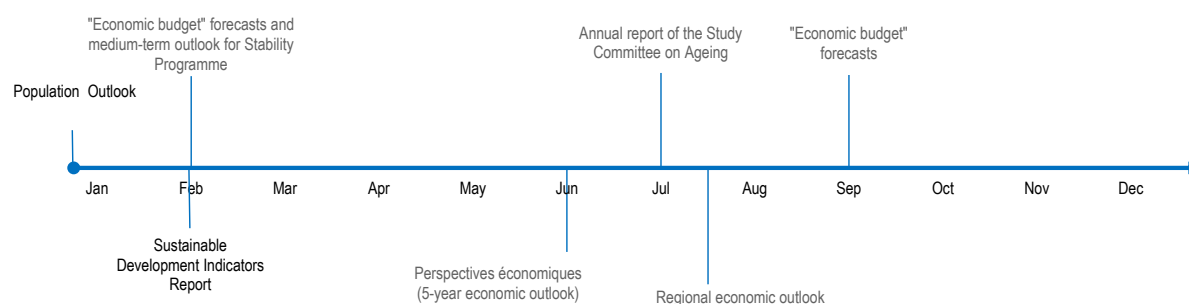 "Economic budget" forecasts and
medium-term outlook for Stability
Programme
Annual report of the Study
Committee on Ageing
"Economic budget"
forecasts
Population Outlook
Jan
Feb
Mar
Apr
May
Jun
Jul
Aug
Sep
Oct
Nov
Dec
Sustainable
Development Indicators
Report
Perspectives économiques
(5-year economic outlook)
Regional economic outlook